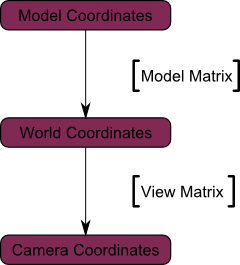 Model Coordinates
[Model Matrix]
World Coordinates
[View Matrix]
Camera Coordinates